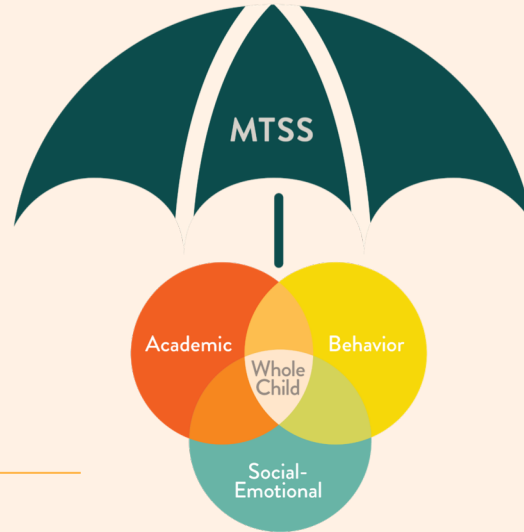 MTSS
Academic
Behavior
Whole
Child
Social-
Emotional